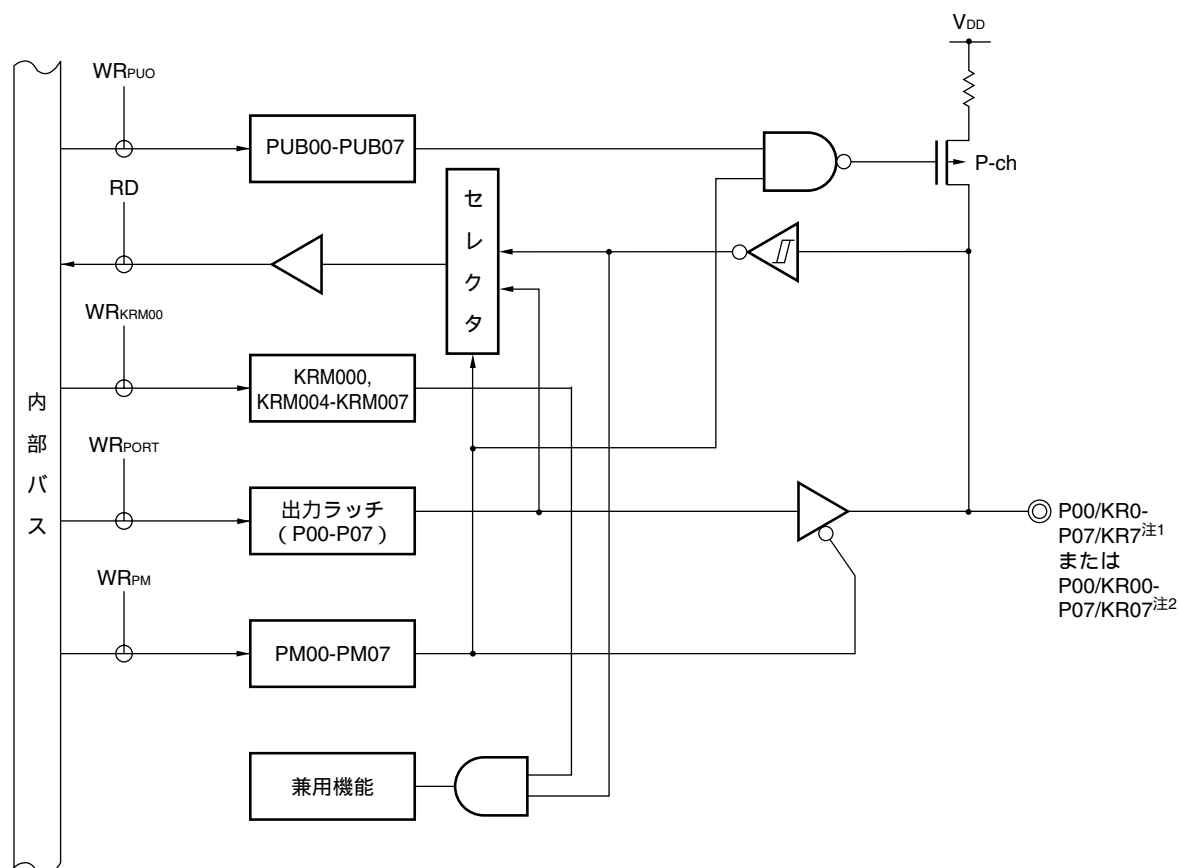 VDD
WRPUO
PUB00-PUB07
P-ch
RD
セレクタ
WRKRM00
KRM000,
KRM004-KRM007
内部バス
WRPORT
出力ラッチ
(P00-P07)
P00/KR0-
P07/KR7注1
または
P00/KR00-
P07/KR07注2
WRPM
PM00-PM07
兼用機能